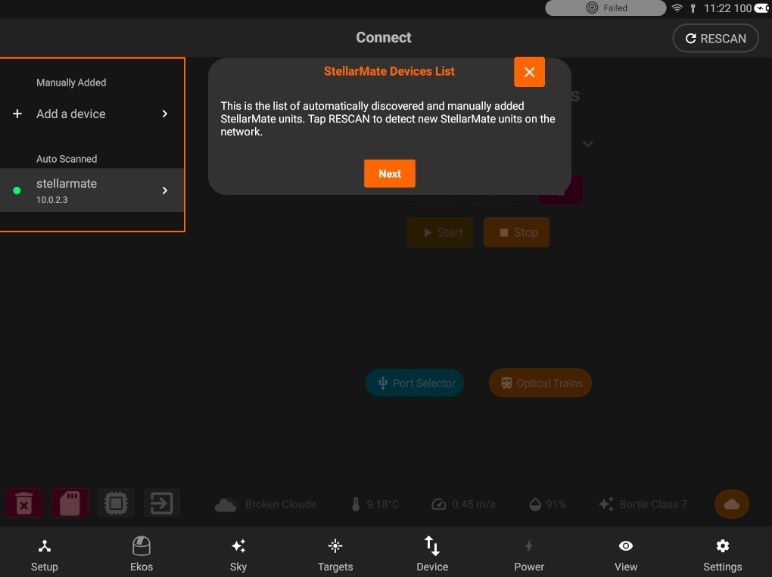 Failed
11:22 100
Connect
RESCAN
Manually Added
Add a device
Auto Scanned
stellarmate
10.0.2.3
StellarMate Devices List
This is the list of automatically discovered and manually added
StellarMate units. Tap RESCAN to detect new StellarMate units on the
network.
Next
Start
Stop
Port Selector
Optical Trains
Broken Clouds
9.18°C
0.45 m/s
91%
Bortle Class 7
Setup
Ekos
Sky
Targets
Device
Power
View
Settings